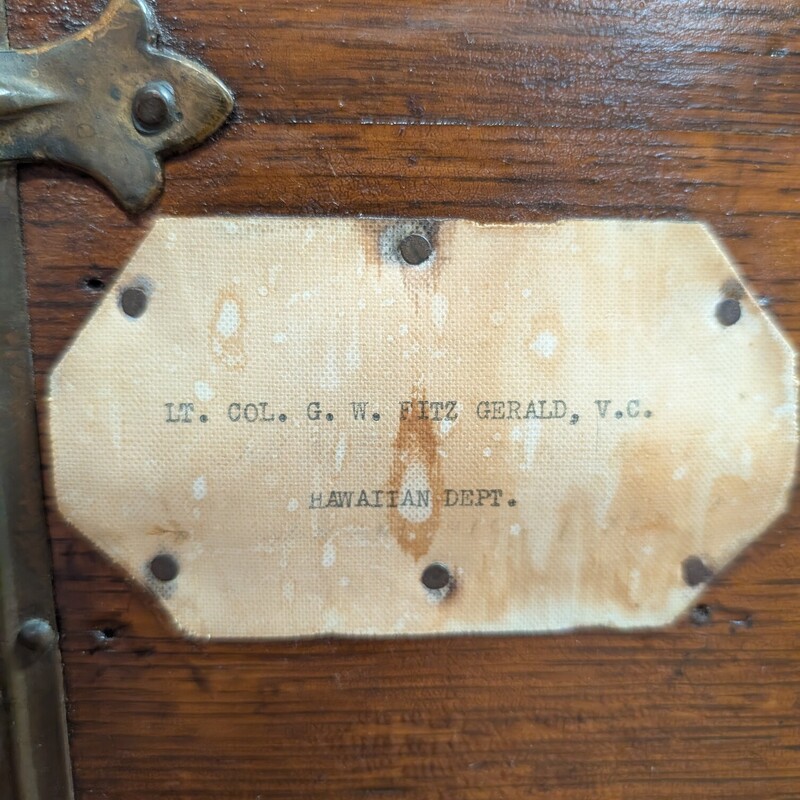 LT. COL. G. W. FITZ GERALD, V.C.
HAWAIIAN DEPT.